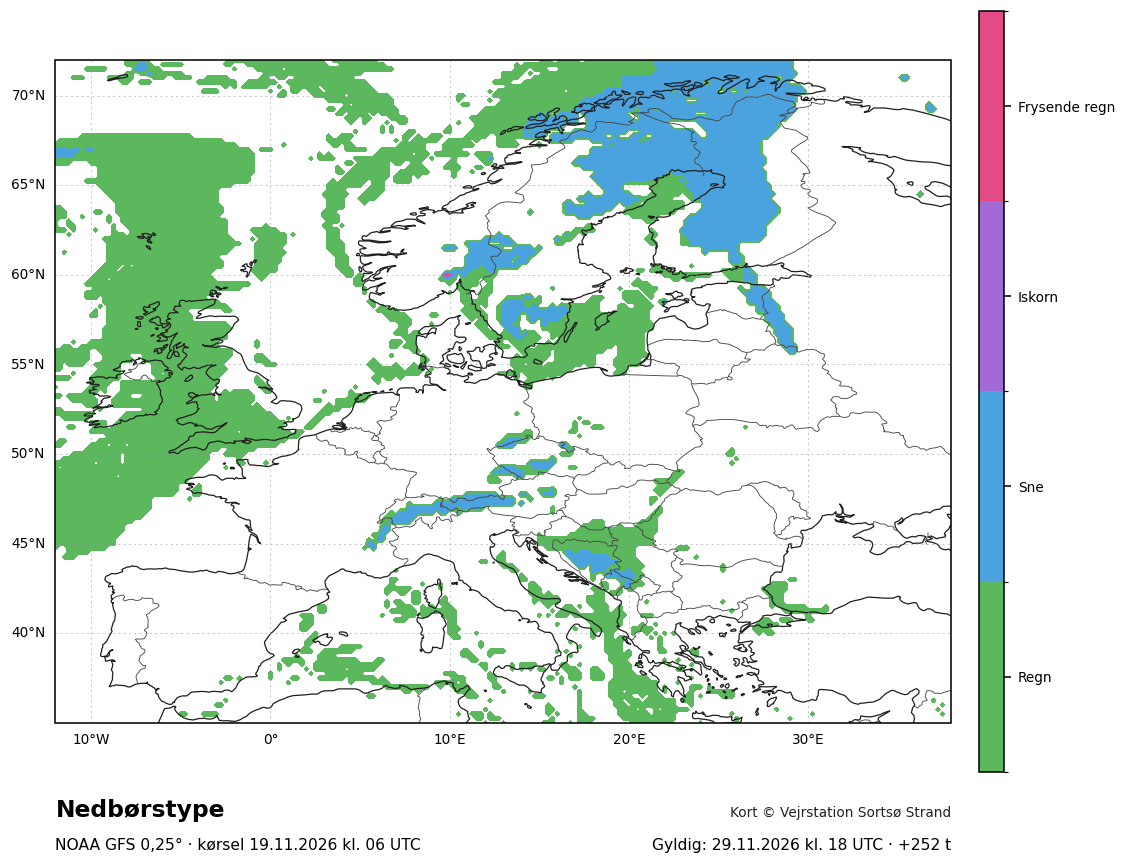 70°N
65°N
60°N
55°N
50°N
45°N
40°N
10°W
0°
10°E
20°E
30°E
Frysende regn
Iskorn
Sne
Regn
Nedbørstype
Kort © Vejrstation Sortsø Strand
NOAA GFS 0,25° · kørsel 19.11.2026 kl. 06 UTC
Gyldig: 29.11.2026 kl. 18 UTC · +252 t